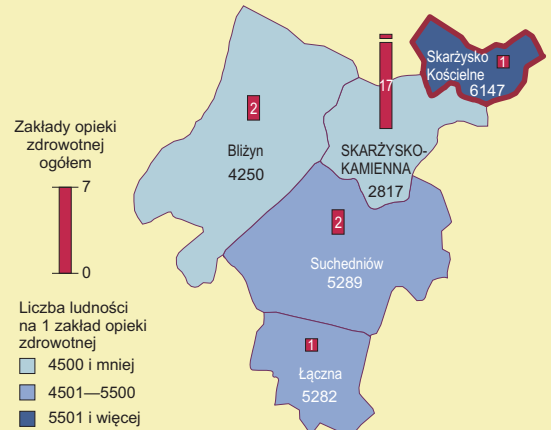 Skarżysko
Kościelne
1
6147
17
2
Bliżyn
4250
SKARŻYSKO-
KAMIENNA
2817
Zakłady opieki
zdrowotnej
ogółem
7
0
2
Suchedniów
5289
1
Łączna
5282
Liczba ludności
na 1 zakład opieki
zdrowotnej
4500 i mniej
4501—5500
5501 i więcej